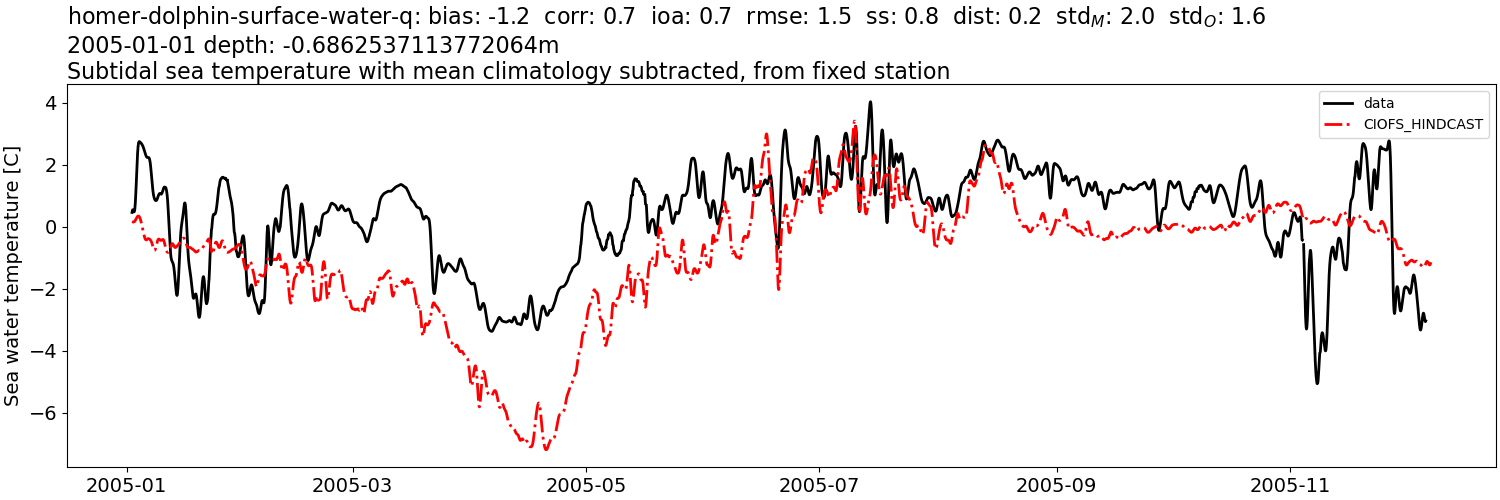 homer-dolphin-surface-water-q: bias: -1.2  corr: 0.7  ioa: 0.7  rmse: 1.5  ss: 0.8  dist: 0.2  std_M: 2.0  std_O: 1.6
2005-01-01 depth: -0.6862537113772064m
Subtidal sea temperature with mean climatology subtracted, from fixed station
Sea water temperature [C]
4
2
0
−2
−4
−6
data
CIOFS_HINDCAST
2005-01
2005-03
2005-05
2005-07
2005-09
2005-11